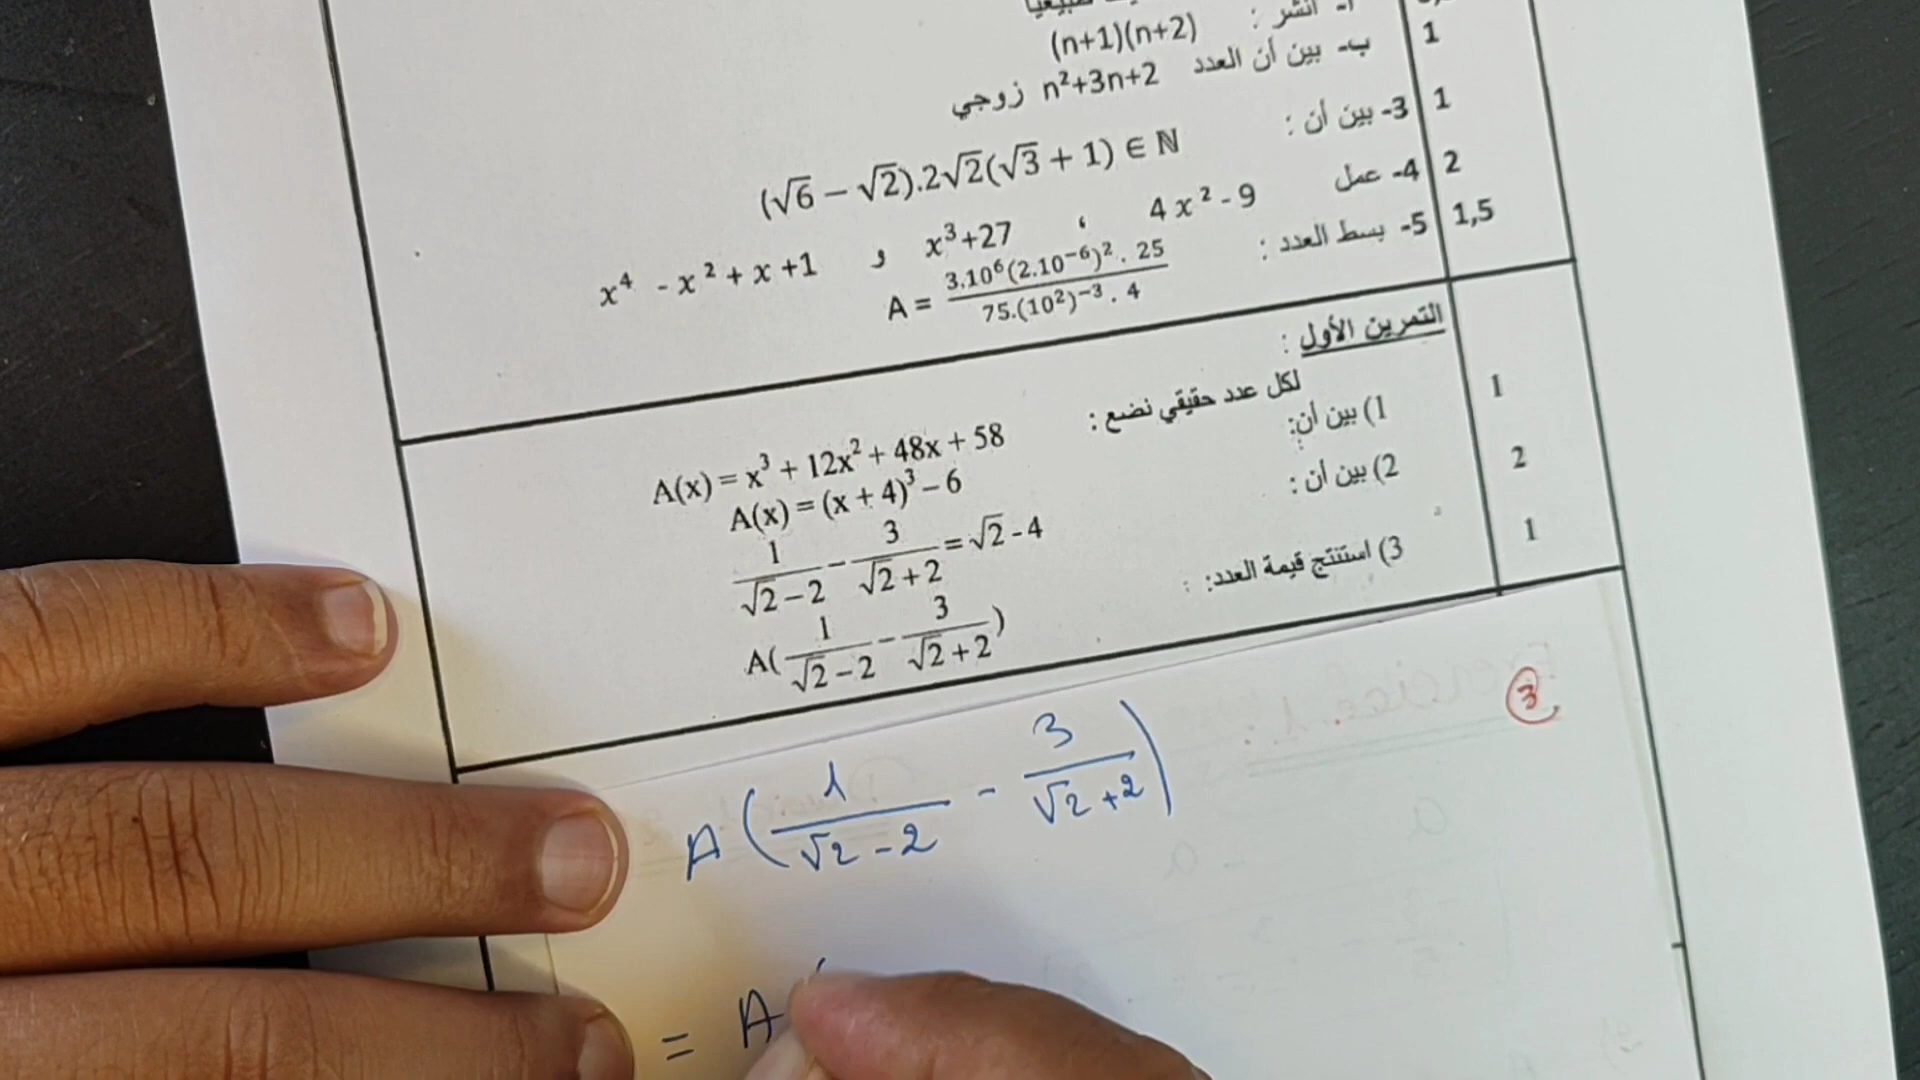 أ- انشر : (n+1)(n+2)
1
ب- بين أن العدد n²+3n+2 زوجي
1
3- بين أن : (√6 − √2).2√2(√3 + 1) ∈ ℕ
2
4- عمل 4 x² - 9 ، x³+27 و x⁴ - x² + x +1
1,5
5- بسط العدد : A = 3.10⁶(2.10⁻⁶)² . 25 / 75.(10²)⁻³ . 4
التمرين الأول :
لكل عدد حقيقي نضع : A(x) = x³ + 12x² + 48x + 58
1
1) بين أن: A(x) = (x + 4)³ − 6
2
2) بين أن : 1/(√2 − 2) − 3/(√2 + 2) = √2 - 4
1
3) استنتج قيمة العدد: : A( 1/(√2 − 2) − 3/(√2 + 2) )
3
A ( 1/(√2 - 2) - 3/(√2 + 2) )
= A (